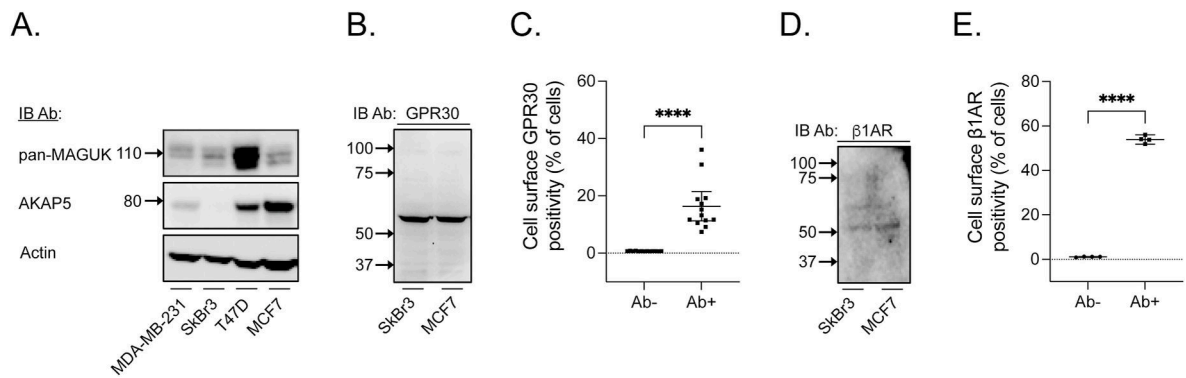 A.
IB Ab:
pan-MAGUK
110
AKAP5
80
Actin
MDA-MB-231
SkBr3
T47D
MCF7
B.
IB Ab:
GPR30
100
75
50
37
SkBr3
MCF7
C.
Cell surface GPR30
positivity (% of cells)
60
40
20
0
****
Ab-
Ab+
D.
IB Ab:
β1AR
100
75
50
37
SkBr3
MCF7
E.
Cell surface β1AR
positivity (% of cells)
80
60
40
20
0
****
Ab-
Ab+